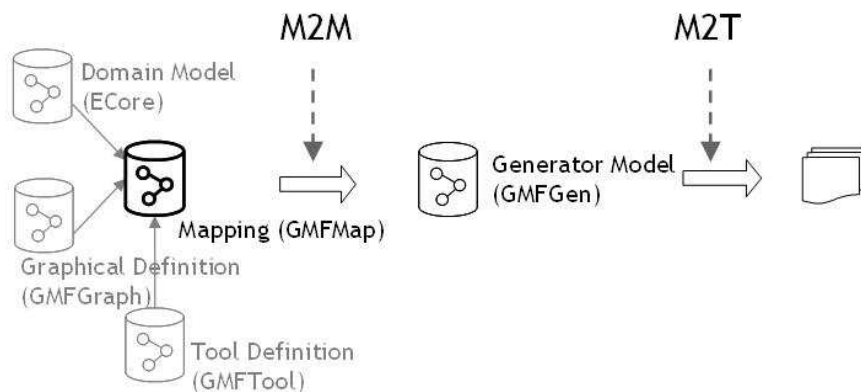 M2M
M2T
Domain Model
(ECore)
Generator Model
(GMFGen)
Mapping (GMFMap)
Graphical Definition
(GMFGraph)
Tool Definition
(GMFTool)